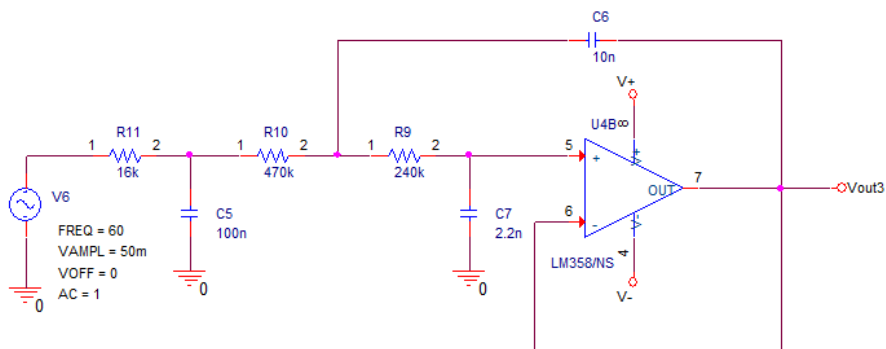 C6
10n
V+
R11
R10
R9
U4B
8
V+
1
2
1
2
1
2
5
+
16k
470k
240k
OUT
7
Vout3
V6
C5
100n
C7
2.2n
6
-
V-
4
LM358/NS
V-
FREQ = 60
VAMPL = 50m
VOFF = 0
AC = 1
0
0
0